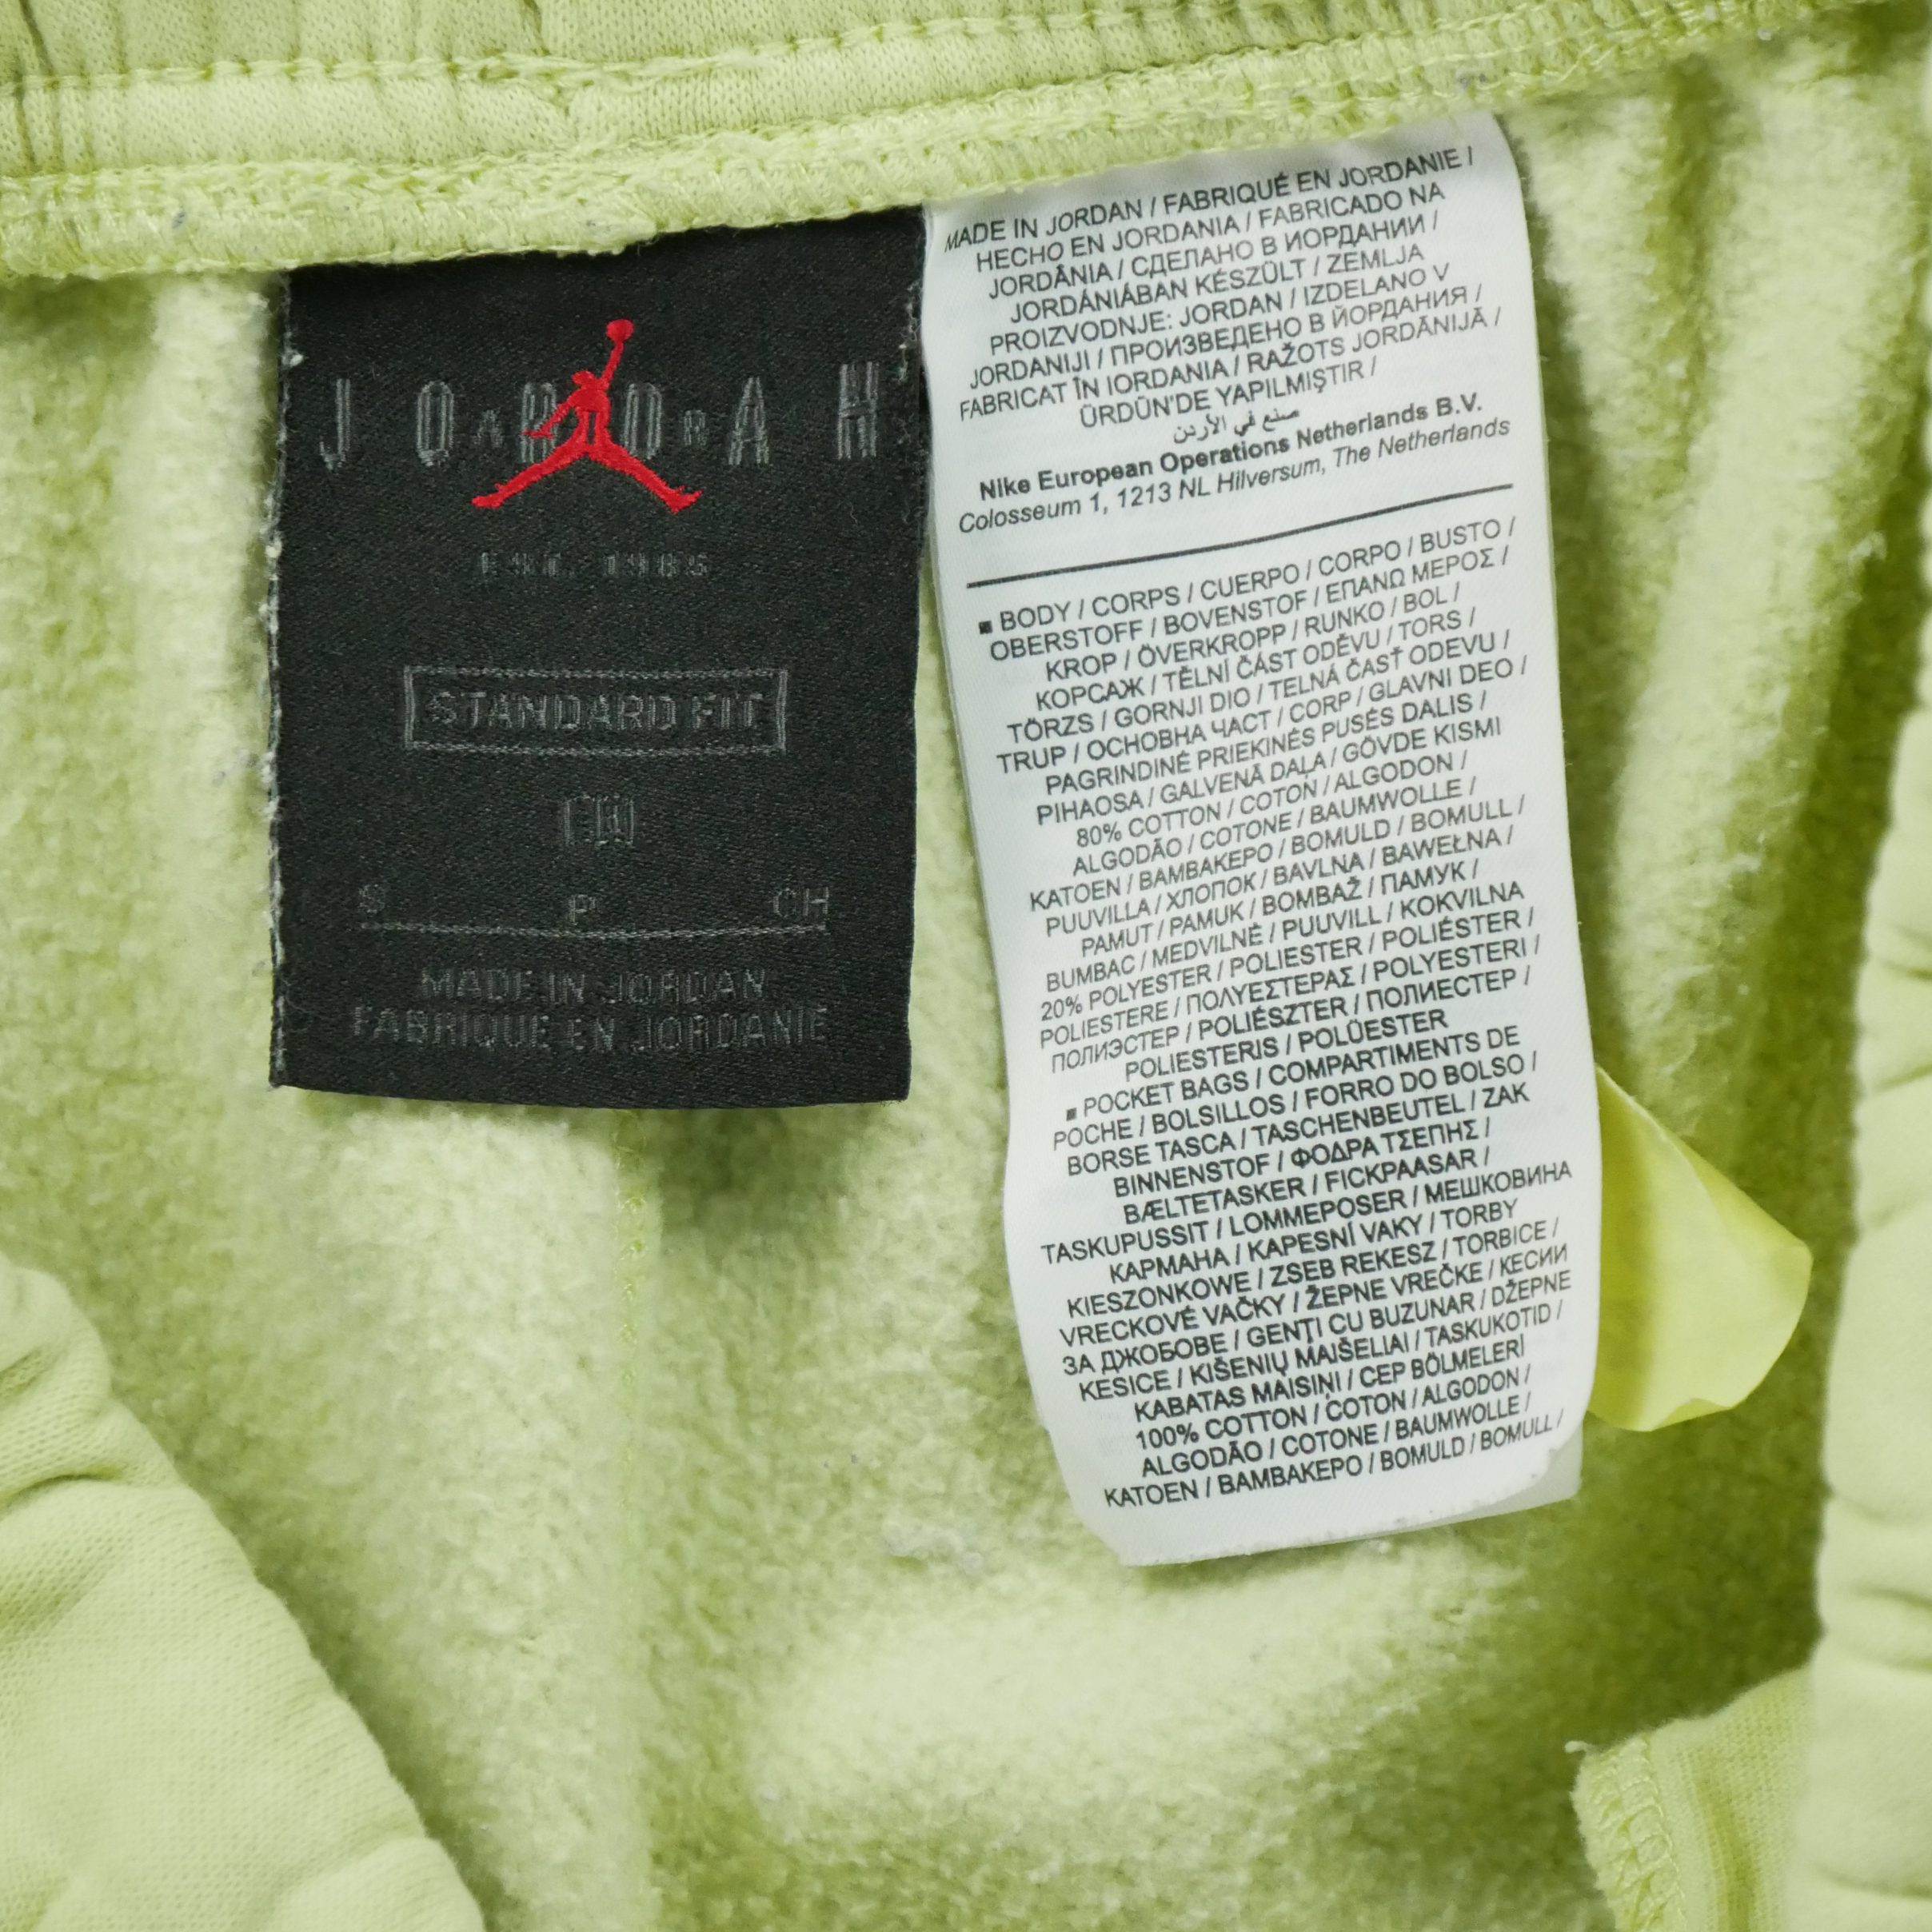 JORDAN
EST. 1985
STANDARD FIT
S P CH
MADE IN JORDAN
FABRIQUE EN JORDANIE
MADE IN JORDAN / FABRIQUÉ EN JORDANIE /
HECHO EN JORDANIA / FABRICADO NA
JORDÂNIA / СДЕЛАНО В ИОРДАНИИ /
JORDÁNIÁBAN KÉSZÜLT / ZEMLJA
PROIZVODNJE: JORDAN / IZDELANO V
JORDANIJI / ПРОИЗВЕДЕНО В ЙОРДАНИЯ /
FABRICAT ÎN IORDANIA / RAŽOTS JORDĀNIJĀ /
ÜRDÜN'DE YAPILMIŞTIR /
صنع في الأردن
Nike European Operations Netherlands B.V.
Colosseum 1, 1213 NL Hilversum, The Netherlands
▪ BODY / CORPS / CUERPO / CORPO / BUSTO /
OBERSTOFF / BOVENSTOF / ΕΠΑΝΩ ΜΕΡΟΣ /
KROP / ÖVERKROPP / RUNKO / BOL /
КОРСАЖ / TĚLNÍ ČÁST ODĚVU / TORS /
TÖRZS / GORNJI DIO / TELNÁ ČASŤ ODEVU /
TRUP / ОСНОВНА ЧАСТ / CORP / GLAVNI DEO /
PAGRINDINĖ PRIEKINĖS PUSĖS DALIS /
PIHAOSA / GALVENĀ DAĻA / GÖVDE KISMI
80% COTTON / COTON / ALGODON /
ALGODÃO / COTONE / BAUMWOLLE /
KATOEN / ΒΑΜΒΑΚΕΡΟ / BOMULD / BOMULL /
PUUVILLA / ХЛОПОК / BAVLNA / BAWEŁNA /
PAMUT / PAMUK / BOMBAŽ / ПАМУК /
BUMBAC / MEDVILNĖ / PUUVILL / KOKVILNA
20% POLYESTER / POLIESTER / POLIÉSTER /
POLIESTERE / ΠΟΛΥΕΣΤΕΡΑΣ / POLYESTERI /
ПОЛИЭСТЕР / POLIÉSZTER / ПОЛИЕСТЕР /
POLIESTERIS / POLÜESTER
▪ POCKET BAGS / COMPARTIMENTS DE
POCHE / BOLSILLOS / FORRO DO BOLSO /
BORSE TASCA / TASCHENBEUTEL / ZAK
BINNENSTOF / ΦΟΔΡΑ ΤΣΕΠΗΣ /
BÆLTETASKER / FICKPAASAR /
TASKUPUSSIT / LOMMEPOSER / МЕШКОВИНА
КАРМАНА / KAPESNÍ VAKY / TORBY
KIESZONKOWE / ZSEB REKESZ / TORBICE /
VRECKOVÉ VAČKY / ŽEPNE VREČKE / КЕСИИ
ЗА ДЖОБОВЕ / GENȚI CU BUZUNAR / DŽEPNE
KESICE / KIŠENIŲ MAIŠELIAI / TASKUKOTID /
KABATAS MAISIŅI / CEP BÖLMELERİ
100% COTTON / COTON / ALGODON /
ALGODÃO / COTONE / BAUMWOLLE /
KATOEN / ΒΑΜΒΑΚΕΡΟ / BOMULD / BOMULL /